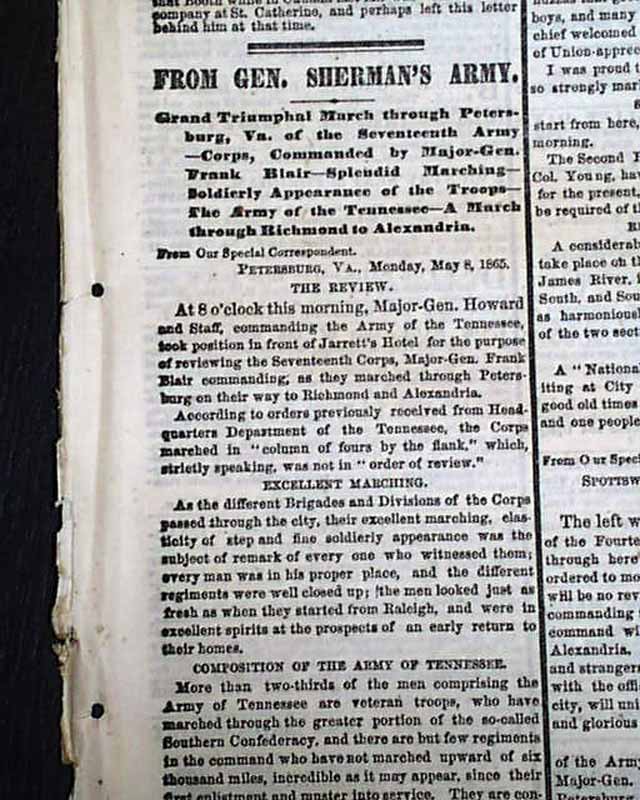 company at St. Catherine, and perhaps left this letter
behind him at that time.
FROM GEN. SHERMAN'S ARMY.
Grand Triumphal March through Peters-
burg, Va. of the Seventeenth Army
—Corps, Commanded by Major-Gen.
Frank Blair—Splendid Marching—
Soldierly Appearance of the Troops—
The Army of the Tennessee—A March
through Richmond to Alexandria.
From Our Special Correspondent.
PETERSBURG, VA., Monday, May 8, 1865.
THE REVIEW.
At 8 o'clock this morning, Major-Gen. Howard
and Staff, commanding the Army of the Tennessee,
took position in front of Jarrett's Hotel for the purpose
of reviewing the Seventeenth Corps, Major-Gen. Frank
Blair commanding, as they marched through Peters-
burg on their way to Richmond and Alexandria.
According to orders previously received from Head-
quarters Department of the Tennessee, the Corps
marched in "column of fours by the flank," which,
strictly speaking, was not in "order of review."
EXCELLENT MARCHING.
As the different Brigades and Divisions of the Corps
passed through the city, their excellent marching, elas-
ticity of step and fine soldierly appearance was the
subject of remark of every one who witnessed them;
every man was in his proper place, and the different
regiments were well closed up; the men looked just as
fresh as when they started from Raleigh, and were in
excellent spirits at the prospects of an early return to
their homes.
COMPOSITION OF THE ARMY OF TENNESSEE.
More than two-thirds of the men comprising the
Army of Tennessee are veteran troops, who have
marched through the greater portion of the so-called
Southern Confederacy, and there are but few regiments
in the command who have not marched upward of six
thousand miles, incredible as it may appear, since their
first enlistment and muster into service. They are con-
boys, and many
chief welcomed
of Union-appre
I was proud
so strongly mar
start from here,
morning.
The Second
Col. Young, hav
for the present,
be required of th
A considerab
take place on th
James River,
South, and Sou
as harmonious
of the two sect
A "National
iting at City
good old times
and one people
From Our Speci
SPOTTSW
The left w
of the Fourte
through here
ordered to mo
will be no rev
commanding
command wi
Alexandria.
and stranger
with the offi
city, will uni
and glorious
of the Army
Major-Gen.
Petersburg